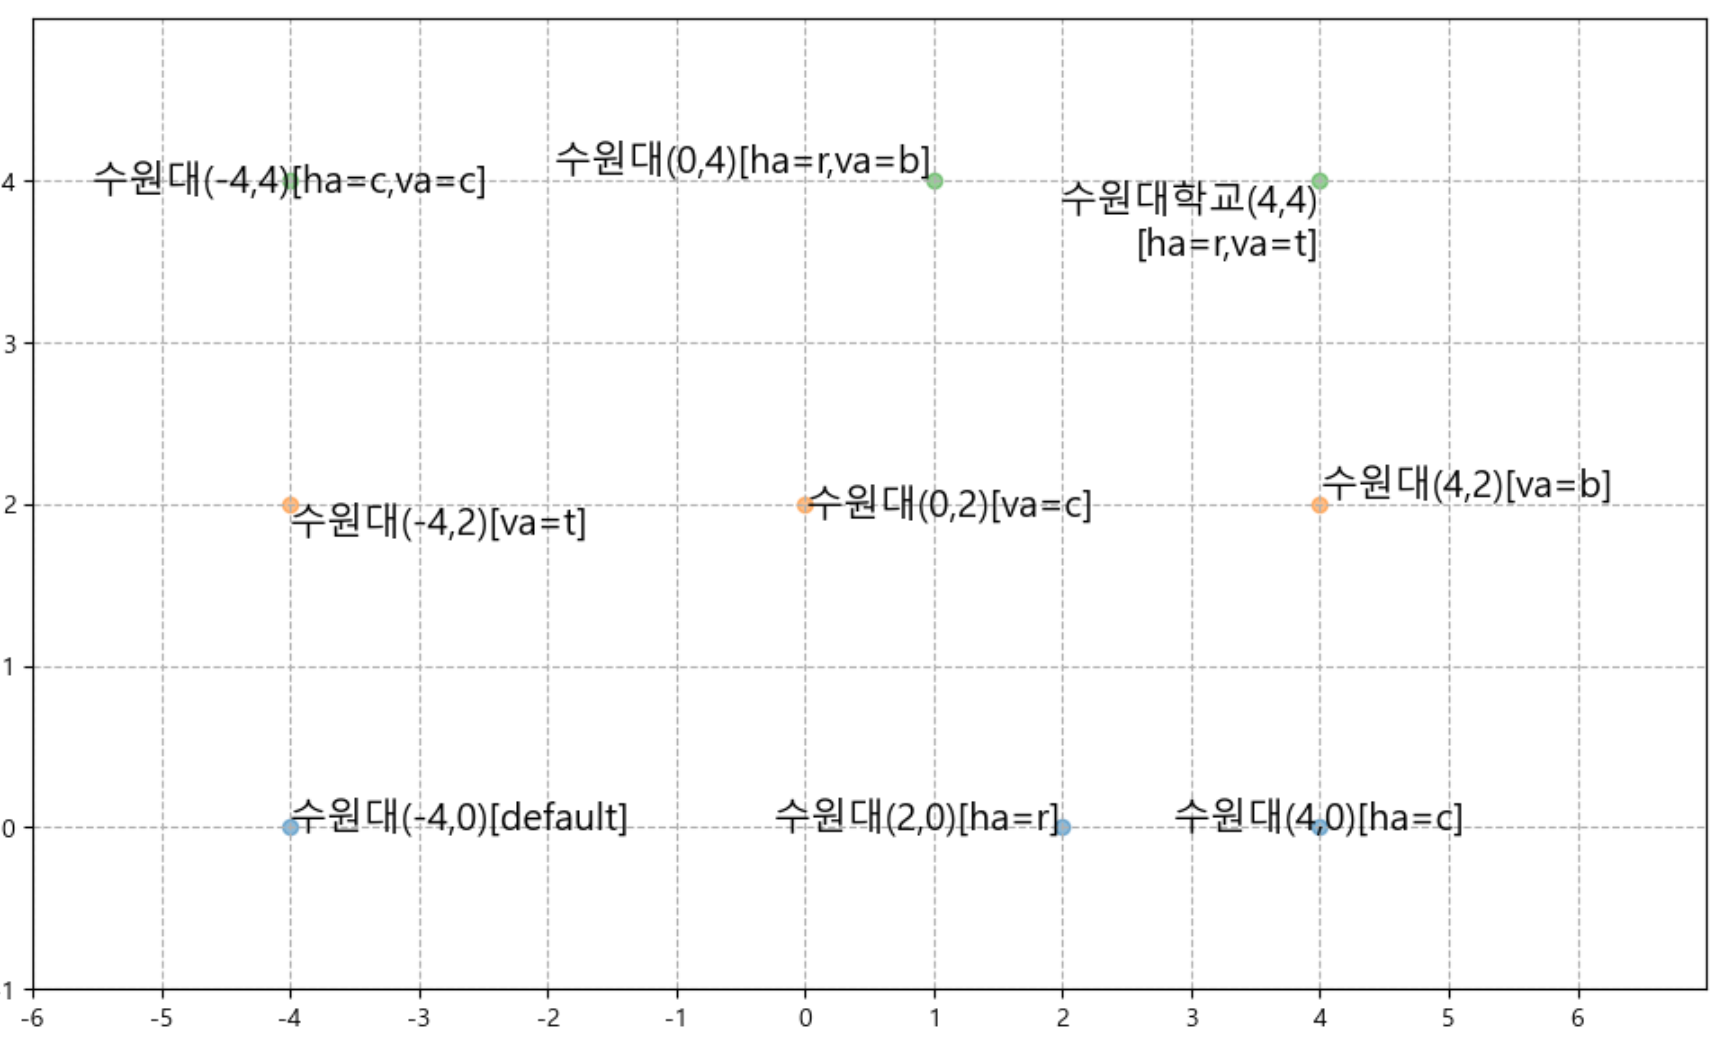 수원대(-4,4)[ha=c,va=c]
수원대(0,4)[ha=r,va=b]
수원대학교(4,4)
[ha=r,va=t]
수원대(-4,2)[va=t]
수원대(0,2)[va=c]
수원대(4,2)[va=b]
수원대(-4,0)[default]
수원대(2,0)[ha=r]
수원대(4,0)[ha=c]
4
3
2
1
0
1
-6 -5 -4 -3 -2 -1 0 1 2 3 4 5 6